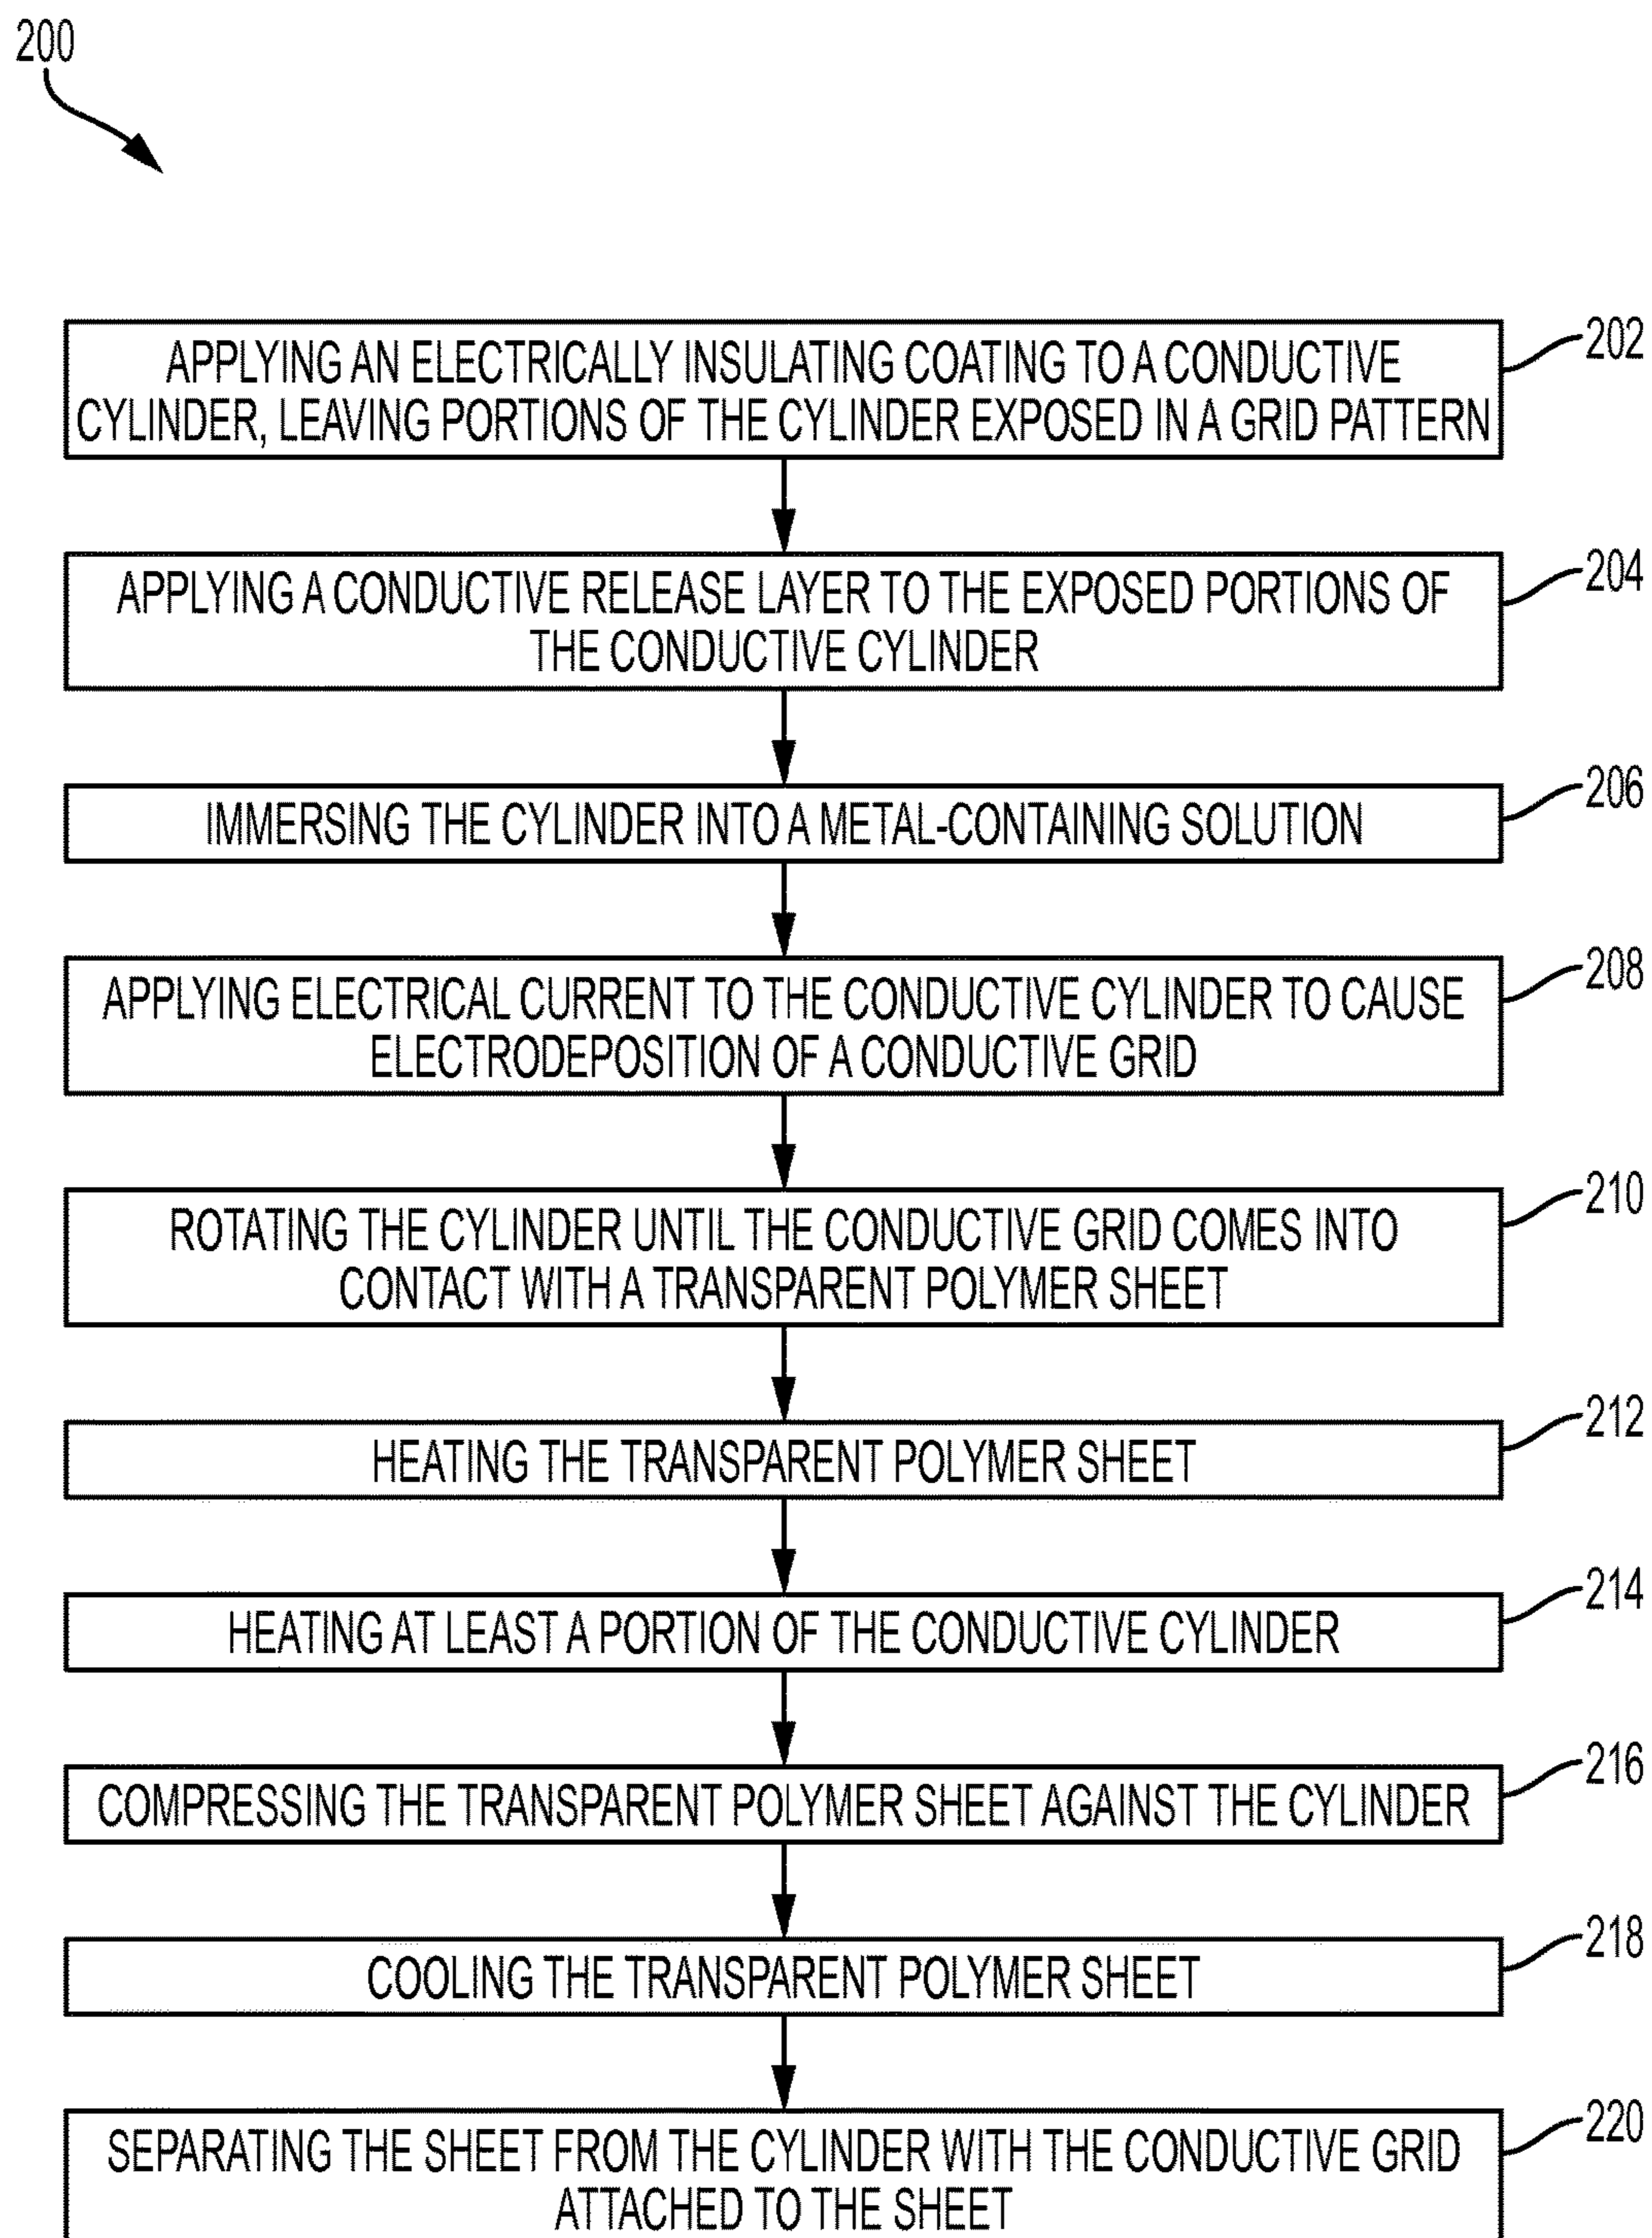 200
APPLYING AN ELECTRICALLY INSULATING COATING TO A CONDUCTIVE
CYLINDER, LEAVING PORTIONS OF THE CYLINDER EXPOSED IN A GRID PATTERN
202
APPLYING A CONDUCTIVE RELEASE LAYER TO THE EXPOSED PORTIONS OF
THE CONDUCTIVE CYLINDER
204
IMMERSING THE CYLINDER INTO A METAL-CONTAINING SOLUTION
206
APPLYING ELECTRICAL CURRENT TO THE CONDUCTIVE CYLINDER TO CAUSE
ELECTRODEPOSITION OF A CONDUCTIVE GRID
208
ROTATING THE CYLINDER UNTIL THE CONDUCTIVE GRID COMES INTO
CONTACT WITH A TRANSPARENT POLYMER SHEET
210
HEATING THE TRANSPARENT POLYMER SHEET
212
HEATING AT LEAST A PORTION OF THE CONDUCTIVE CYLINDER
214
COMPRESSING THE TRANSPARENT POLYMER SHEET AGAINST THE CYLINDER
216
COOLING THE TRANSPARENT POLYMER SHEET
218
SEPARATING THE SHEET FROM THE CYLINDER WITH THE CONDUCTIVE GRID
ATTACHED TO THE SHEET
220